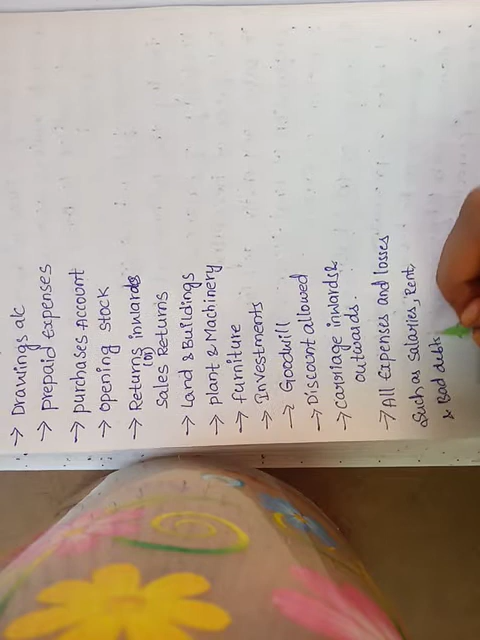 → Drawings a/c
→ prepaid Expenses
→ purchases Account
→ opening stock
→ Returns inwards
(or)
Sales Returns
→ Land & Buildings
→ plant & Machinery
→ furniture
→ Investments
→ Goodwill
→ Discount allowed
→ carriage inwards &
outwards.
→ All Expenses and losses
Such as salaries, Rent,
& Bad debts